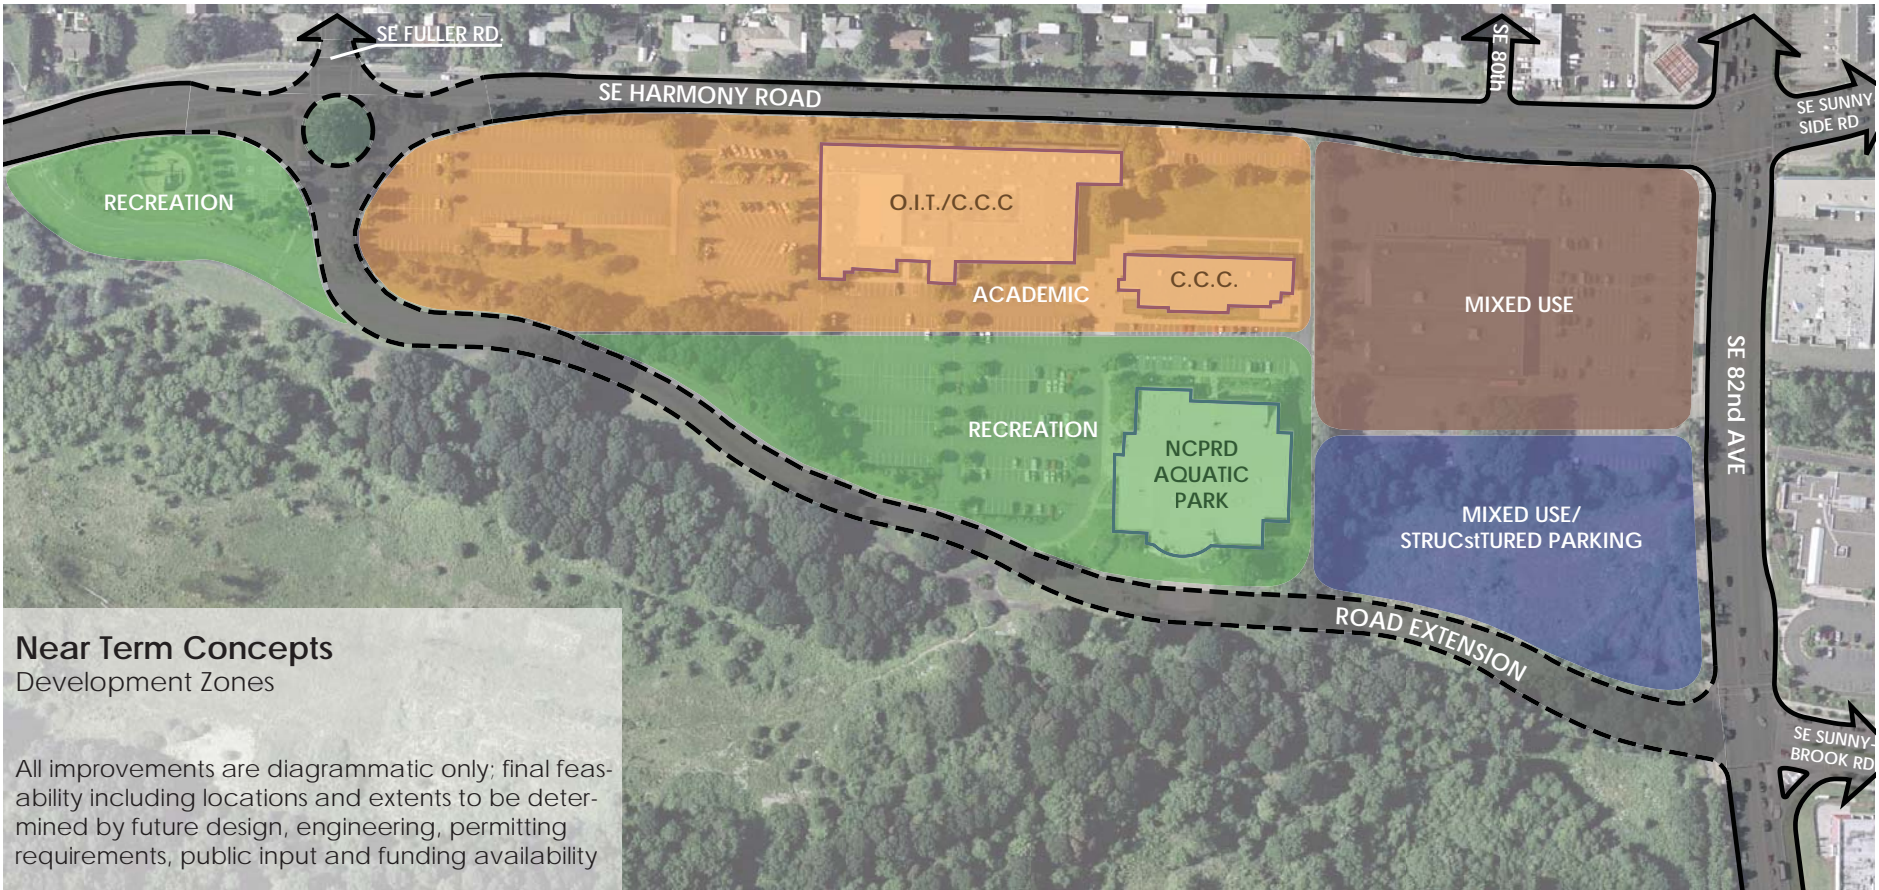 SE FULLER RD.
SE HARMONY ROAD
SE 80th
SE SUNNY
SIDE RD
RECREATION
O.I.T./C.C.C
C.C.C.
ACADEMIC
MIXED USE
SE 82nd AVE
RECREATION
NCPRD
AQUATIC
PARK
MIXED USE/
STRUCstTURED PARKING
ROAD EXTENSION
SE SUNNY-
BROOK RD
Near Term Concepts
Development Zones
All improvements are diagrammatic only; final feas-
ability including locations and extents to be deter-
mined by future design, engineering, permitting
requirements, public input and funding availability